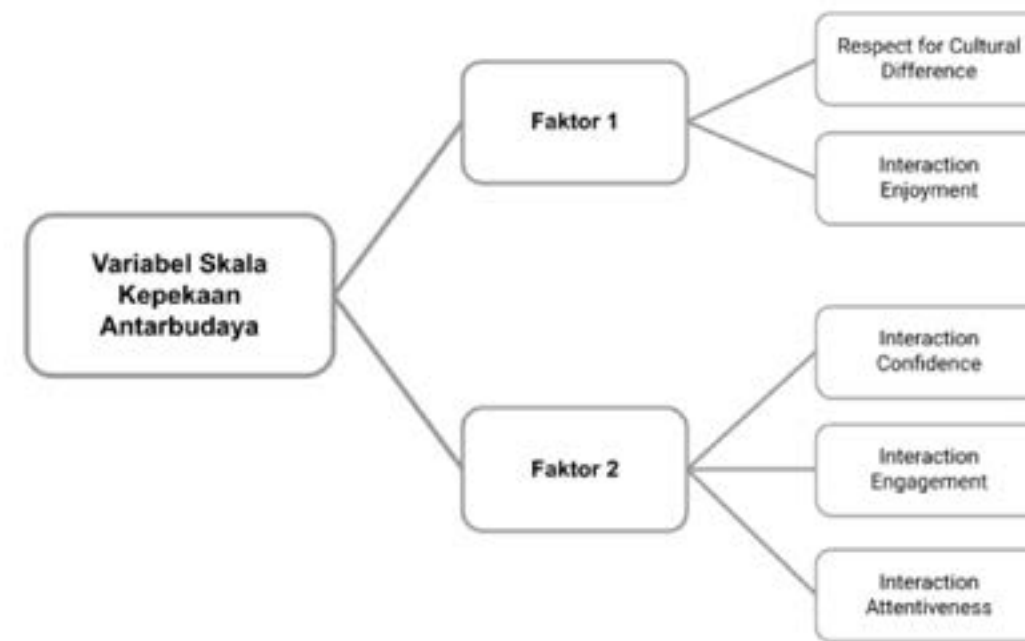 Variabel Skala
Kepekaan
Antarbudaya
Faktor 1
Respect for Cultural
Difference
Interaction
Enjoyment
Faktor 2
Interaction
Confidence
Interaction
Engagement
Interaction
Attentiveness